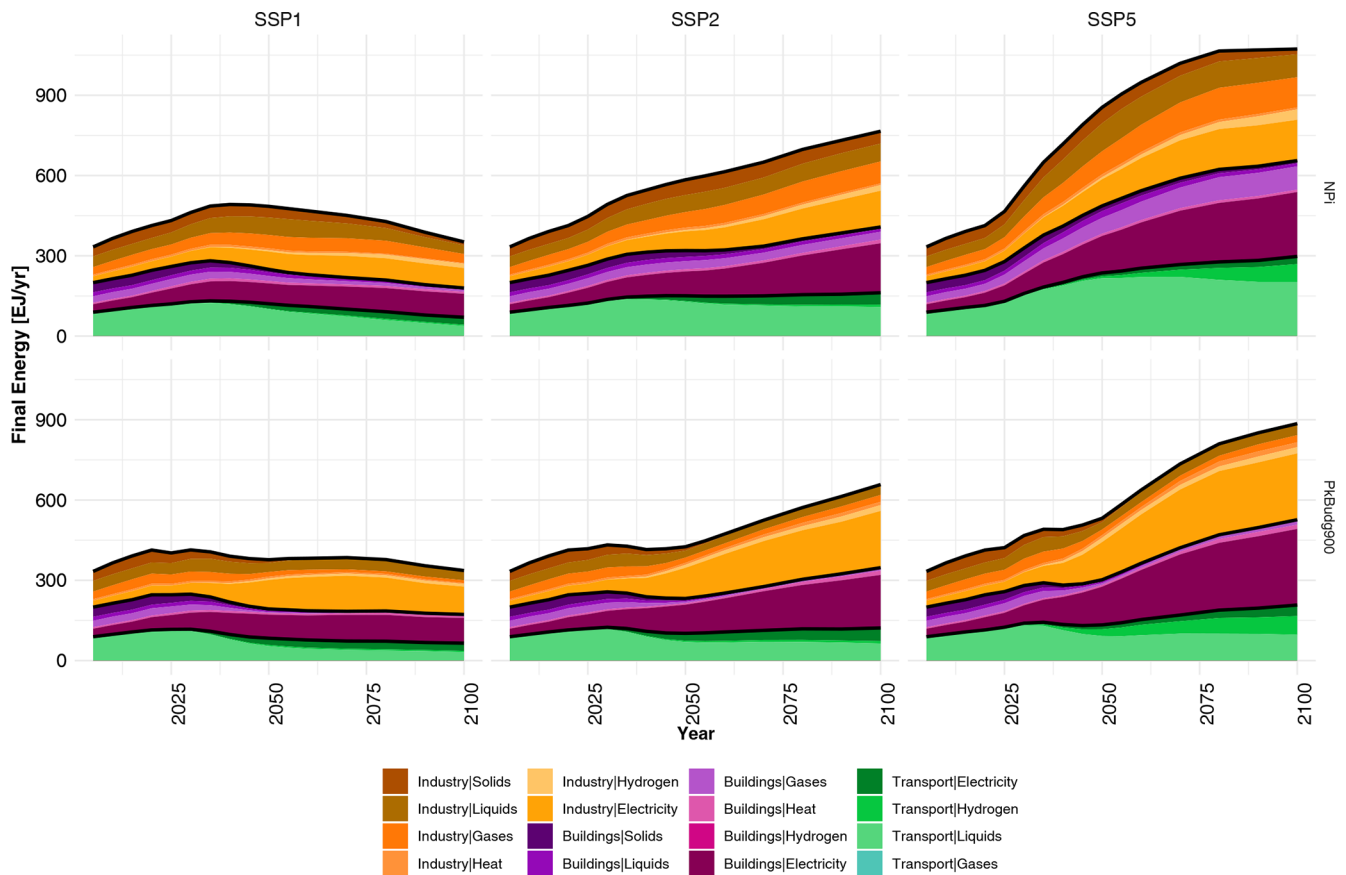 SSP1 SSP2 SSP5
Final Energy [EJ/yr]
900
600
300
0
NPi
900
600
300
0
PkBudg900
2025 2050 2075 2100 2025 2050 2075 2100 2025 2050 2075 2100
Year
Industry|Solids Industry|Hydrogen Buildings|Gases Transport|Electricity
Industry|Liquids Industry|Electricity Buildings|Heat Transport|Hydrogen
Industry|Gases Buildings|Solids Buildings|Hydrogen Transport|Liquids
Industry|Heat Buildings|Liquids Buildings|Electricity Transport|Gases